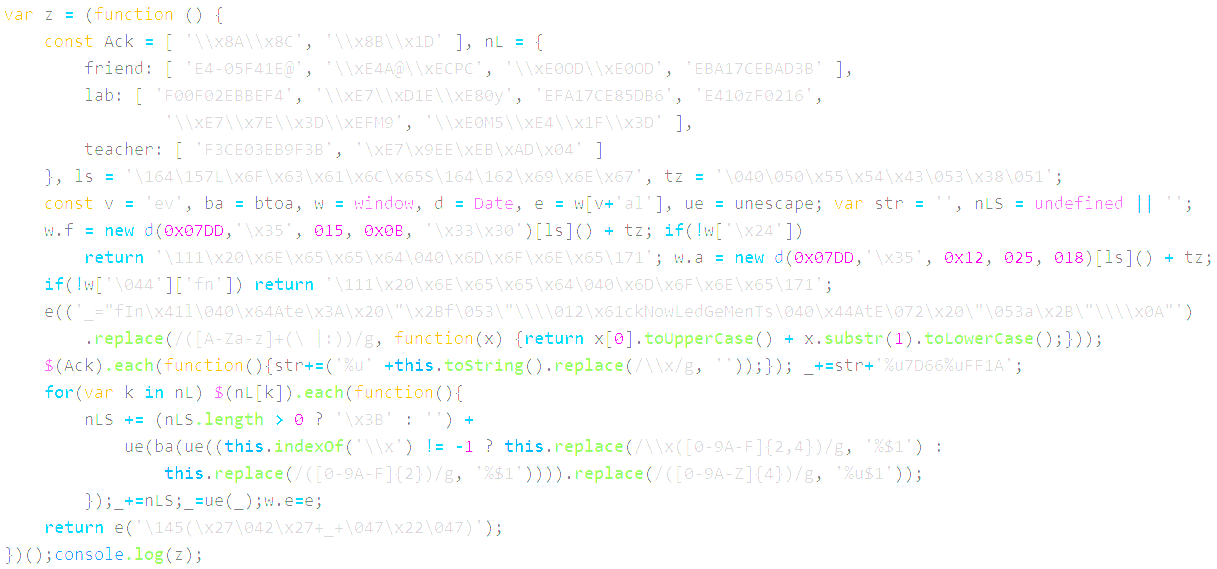 var z = (function () {
const Ack = [ '\\x8A\\x8C', '\\x8B\\x1D' ], nL = {
friend: [ 'E4-05F41E@', '\\xE4A@\\xECPC', '\\xE0OD\\xE0OD', 'EBA17CEBAD3B' ],
lab: [ 'F00F02EBBEF4', '\\xE7\\xD1E\\xE80y', 'EFA17CE85DB6', 'E410zF0216',
'\\xE7\\x7E\\x3D\\xEFM9', '\\xE0M5\\xE4\\x1F\\x3D' ],
teacher: [ 'F3CE03EB9F3B', '\xE7\x9EE\xEB\xAD\x04' ]
}, ls = '\164\157L\x6F\x63\x61\x6C\x65S\164\162\x69\x6E\x67', tz = '\040\050\x55\x54\x43\053\x38\051';
const v = 'ev', ba = btoa, w = window, d = Date, e = w[v+'al'], ue = unescape; var str = '', nLS = undefined || '';
w.f = new d(0x07DD,'\x35', 015, 0x0B, '\x33\x30')[ls]() + tz; if(!w['\x24'])
return '\111\x20\x6E\x65\x65\x64\040\x6D\x6F\x6E\x65\171'; w.a = new d(0x07DD,'\x35', 0x12, 025, 018)[ls]() + tz;
if(!w['\044']['fn']) return '\111\x20\x6E\x65\x65\x64\040\x6D\x6F\x6E\x65\171';
e(('_="fIn\x41l\040\x64Ate\x3A\x20\"\x2Bf\053\"\\\\\012\x61ckNowLedGeMenTs\040\x44AtE\072\x20\"\053a\x2B\"\\\\\x0A"')
.replace(/([A-Za-z]+(\ |:))/g, function(x) {return x[0].toUpperCase() + x.substr(1).toLowerCase();}));
$(Ack).each(function(){str+=('%u' +this.toString().replace(/\\x/g, ''));}); _+=str+'%u7D66%uFF1A';
for(var k in nL) $(nL[k]).each(function(){
nLS += (nLS.length > 0 ? '\x3B' : '') +
ue(ba(ue((this.indexOf('\\x') != -1 ? this.replace(/\\x([0-9A-F]{2,4})/g, '%$1') :
this.replace(/([0-9A-F]{2})/g, '%$1')))).replace(/([0-9A-Z]{4})/g, '%u$1'));
});_+=nLS;_=ue(_);w.e=e;
return e('\145(\x27\042\x27+_+\047\x22\047)');
})();console.log(z);